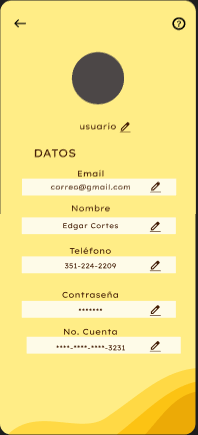 usuario
DATOS
Email
correo@gmail.com
Nombre
Edgar Cortes
Teléfono
351-224-2209
Contraseña
*******
No. Cuenta
****-****-****-3231